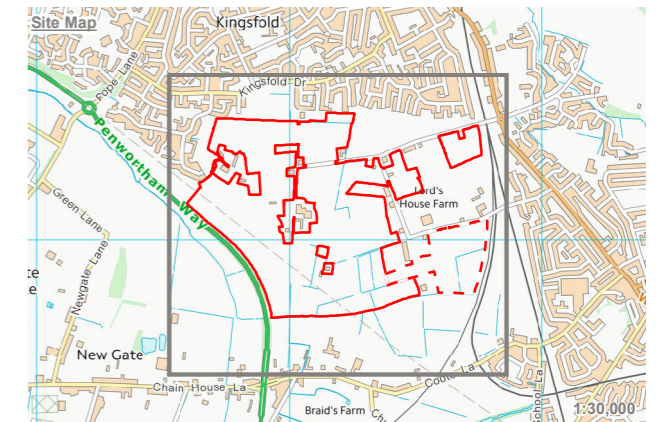 Site Map
Kingsfold
Pope Lane
Kingsfold Dr
Penwortham Way
Green Lane
Lord's
House Farm
Newgate Lane
te
e
New Gate
Chain House La
Coote La
Braid's Farm
School La
1:30,000